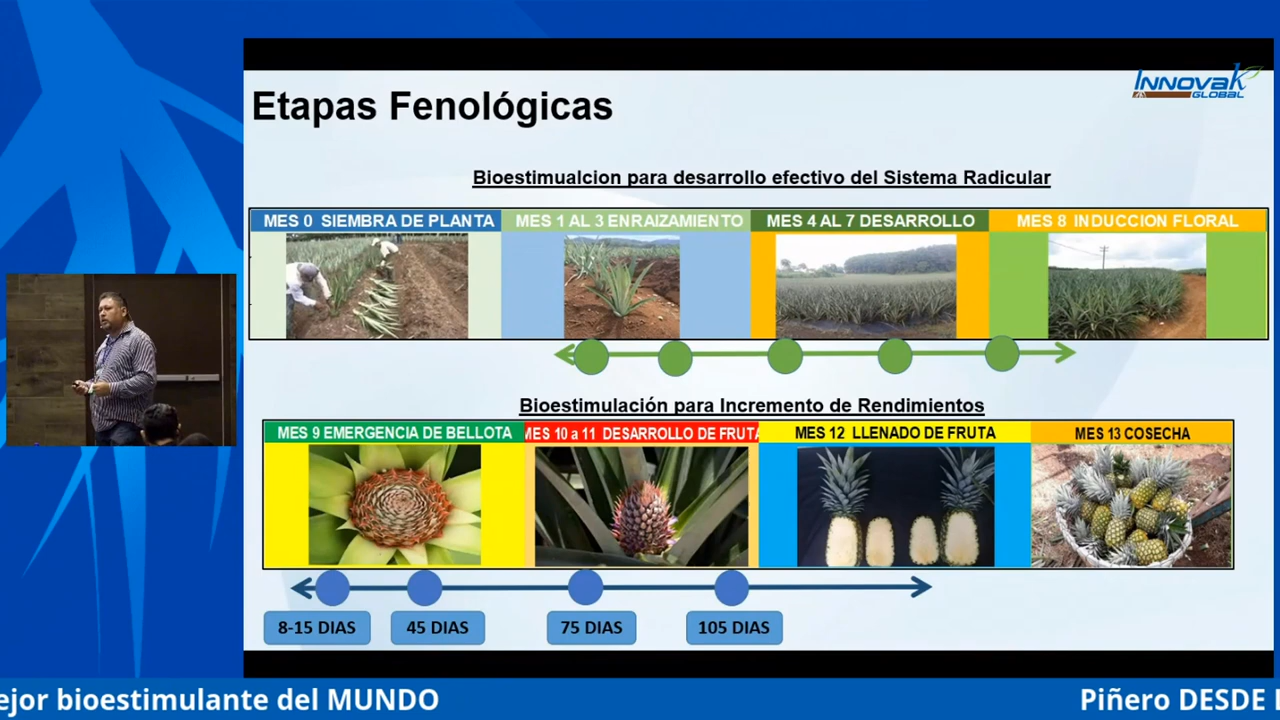 INNOVAK
GLOBAL
Etapas Fenológicas
Bioestimualcion para desarrollo efectivo del Sistema Radicular
MES 0 SIEMBRA DE PLANTA
MES 1 AL 3 ENRAIZAMIENTO
MES 4 AL 7 DESARROLLO
MES 8 INDUCCION FLORAL
Bioestimulación para Incremento de Rendimientos
MES 9 EMERGENCIA DE BELLOTA
MES 10 a 11 DESARROLLO DE FRUTA
MES 12 LLENADO DE FRUTA
MES 13 COSECHA
8-15 DIAS
45 DIAS
75 DIAS
105 DIAS
ejor bioestimulante del MUNDO
Piñero DESDE